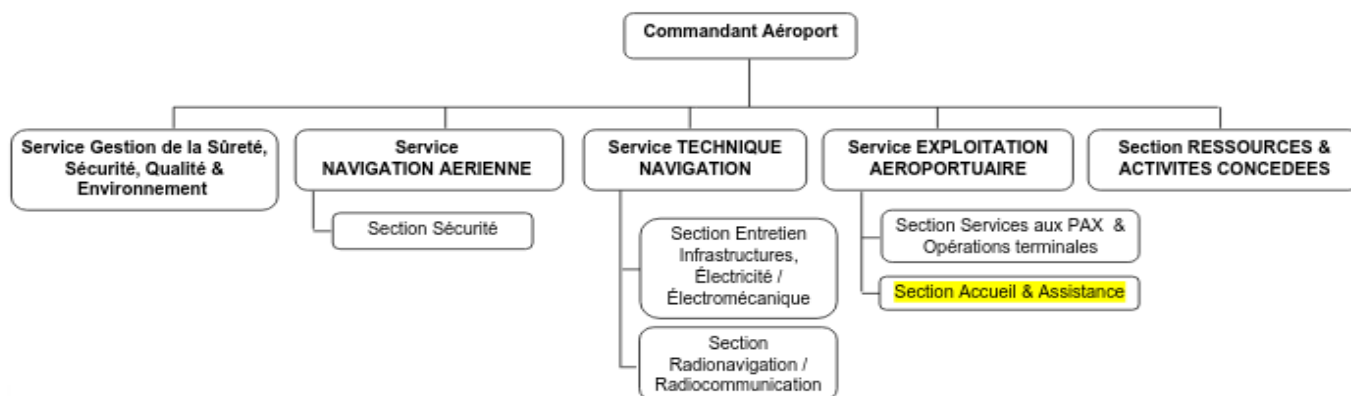 Commandant Aéroport
Service Gestion de la Sûreté,
Sécurité, Qualité &
Environnement
Service
NAVIGATION AERIENNE
Section Sécurité
Service TECHNIQUE
NAVIGATION
Section Entretien
Infrastructures,
Électricité /
Électromécanique
Section
Radionavigation /
Radiocommunication
Service EXPLOITATION
AEROPORTUAIRE
Section Services aux PAX &
Opérations terminales
Section Accueil & Assistance
Section RESSOURCES &
ACTIVITES CONCEDEES